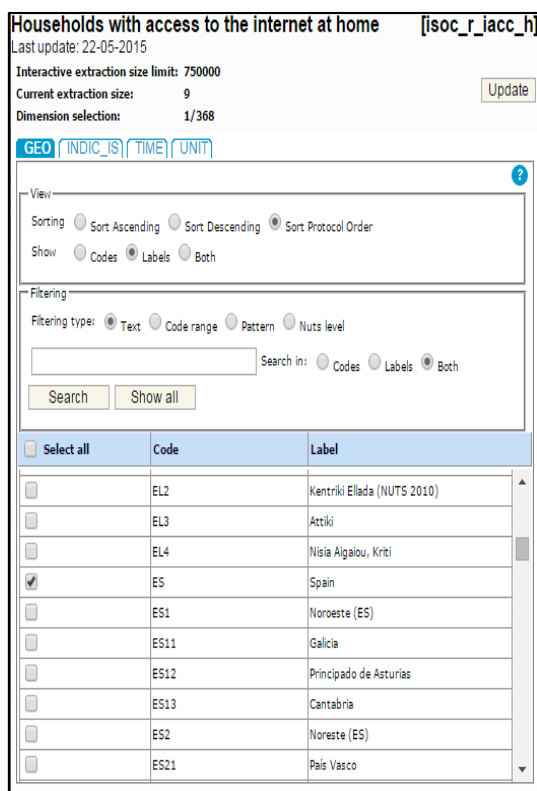 Households with access to the internet at home [isoc_r_iacc_h]
Last update: 22-05-2015
Interactive extraction size limit: 750000
Current extraction size: 9
Update
Dimension selection: 1/368
GEO INDIC_IS TIME UNIT
?
View
Sorting Sort Ascending Sort Descending Sort Protocol Order
Show Codes Labels Both
Filtering
Filtering type: Text Code range Pattern Nuts level
Search in: Codes Labels Both
Search Show all
Select all Code Label
EL2 Kentriki Ellada (NUTS 2010)
EL3 Attiki
EL4 Nisia Aigaiou, Kriti
ES Spain
ES1 Noroeste (ES)
ES11 Galicia
ES12 Principado de Asturias
ES13 Cantabria
ES2 Noreste (ES)
ES21 País Vasco